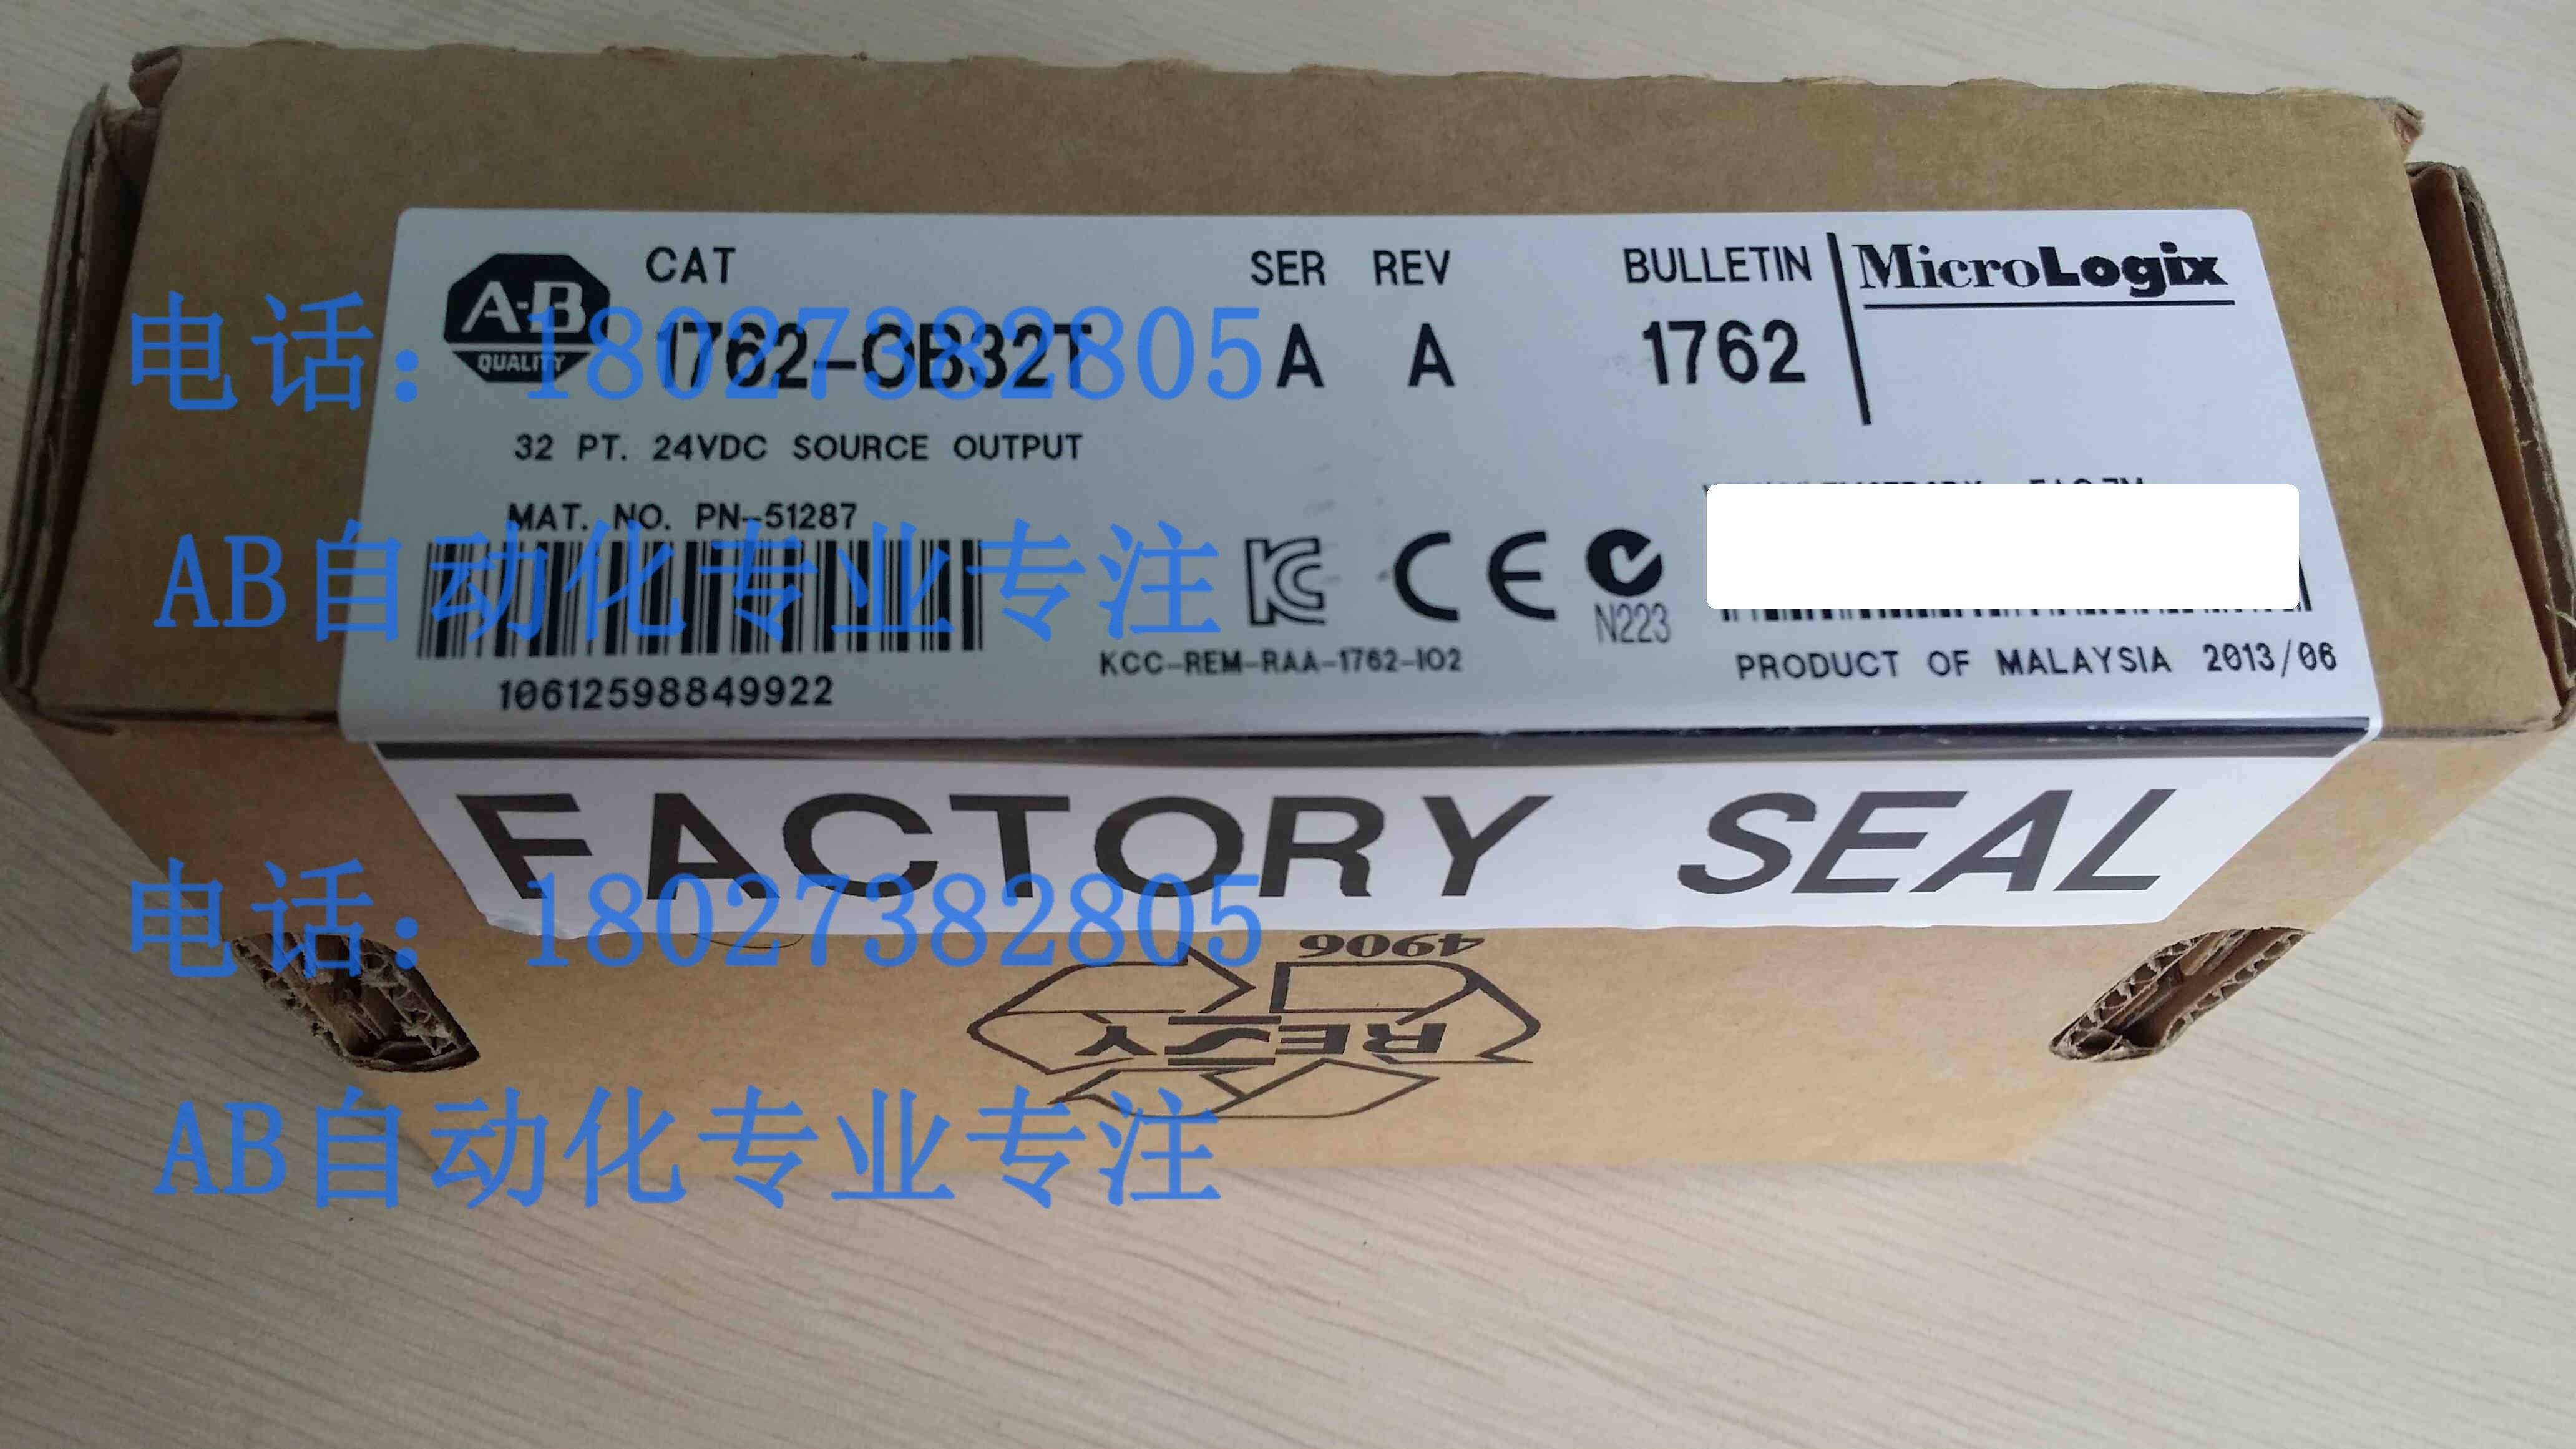 CAT SER REV BULLETIN MicroLogix
A-B QUALITY 1762-OB32T A A 1762
电话：18027382805
32 PT. 24VDC SOURCE OUTPUT
MAT. NO. PN-51287
AB自动化专业专注
N223
KCC-REM-RAA-1762-IO2
PRODUCT OF MALAYSIA 2013/06
10612598849922
FACTORY SEAL
电话：18027382805
4906
RESY
AB自动化专业专注